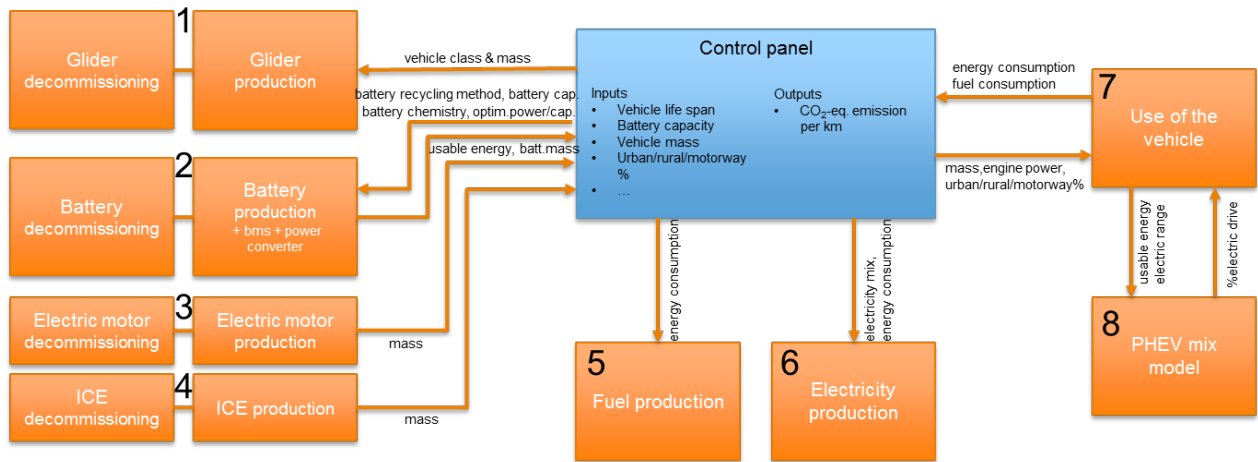 1
Glider
decommissioning
Glider
production
vehicle class & mass
battery recycling method, battery cap.
battery chemistry, optim.power/cap.
usable energy, batt.mass
2
Battery
decommissioning
Battery
production
+ bms + power
converter
3
Electric motor
decommissioning
Electric motor
production
mass
4
ICE
decommissioning
ICE production
mass
Control panel
Inputs
• Vehicle life span
• Battery capacity
• Vehicle mass
• Urban/rural/motorway
%
• …
Outputs
• CO₂-eq. emission
per km
energy consumption
electricity mix,
energy consumption
5
Fuel production
6
Electricity
production
energy consumption
fuel consumption
mass,engine power,
urban/rural/motorway%
7
Use of the
vehicle
usable energy
electric range
%electric drive
8
PHEV mix
model